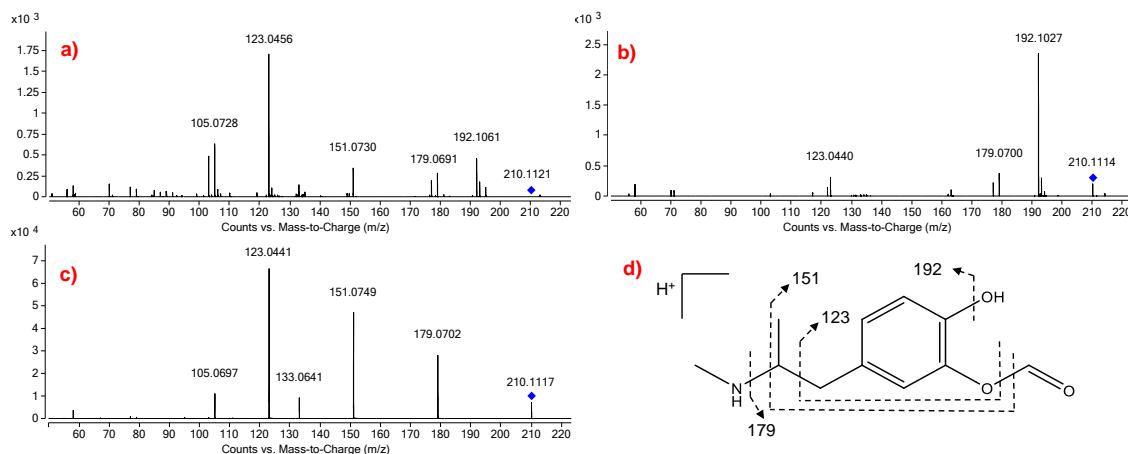 a)
x10 3
1.75
1.5
1.25
1
0.75
0.5
0.25
0
123.0456
105.0728
151.0730
179.0691
192.1061
210.1121
60 70 80 90 100 110 120 130 140 150 160 170 180 190 200 210 220
Counts vs. Mass-to-Charge (m/z)
b)
x10 3
2.5
2
1.5
1
0.5
0
192.1027
123.0440
179.0700
210.1114
60 70 80 90 100 110 120 130 140 150 160 170 180 190 200 210 220
Counts vs. Mass-to-Charge (m/z)
c)
x10 4
7
6
5
4
3
2
1
0
123.0441
151.0749
179.0702
105.0697
133.0641
210.1117
60 70 80 90 100 110 120 130 140 150 160 170 180 190 200 210 220
Counts vs. Mass-to-Charge (m/z)
d)
H+
151
192
OH
123
N
H
O
O
179